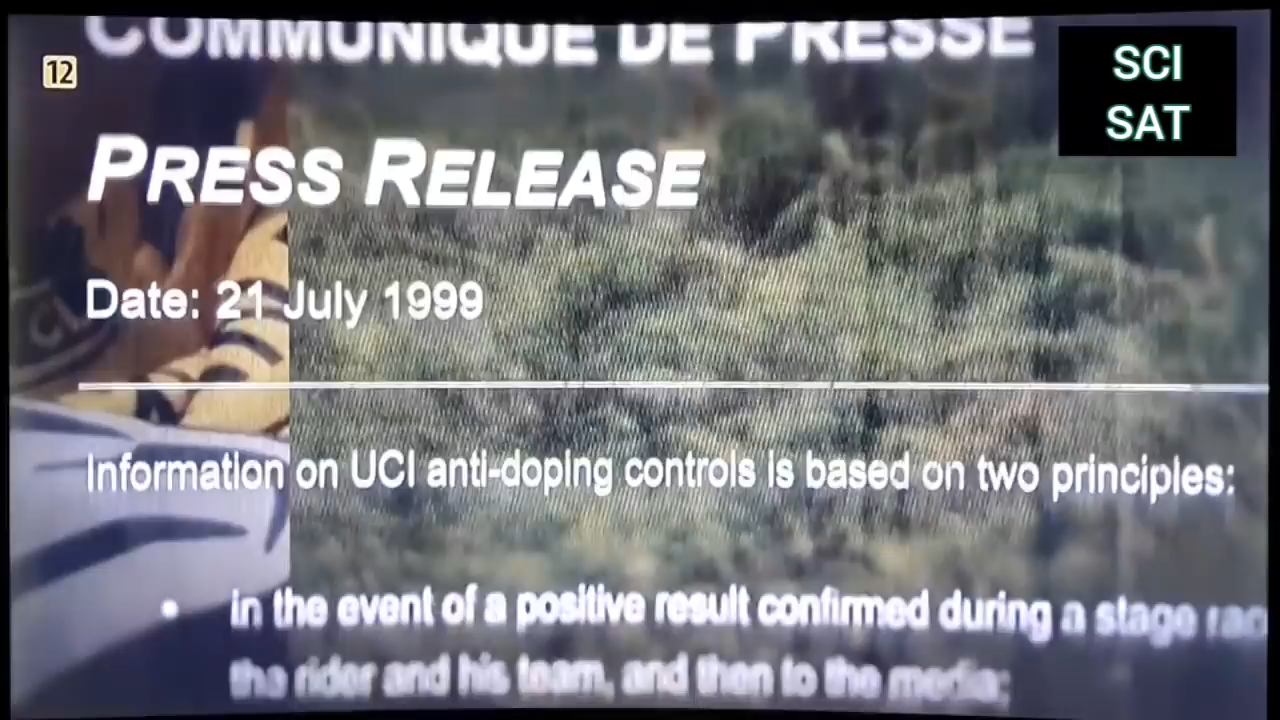 COMMUNIQUÉ DE PRESSE
12
SCI
SAT
PRESS RELEASE
Date: 21 July 1999
Information on UCI anti-doping controls is based on two principles:
• in the event of a positive result confirmed during a stage
the rider and his team, and then to the media;